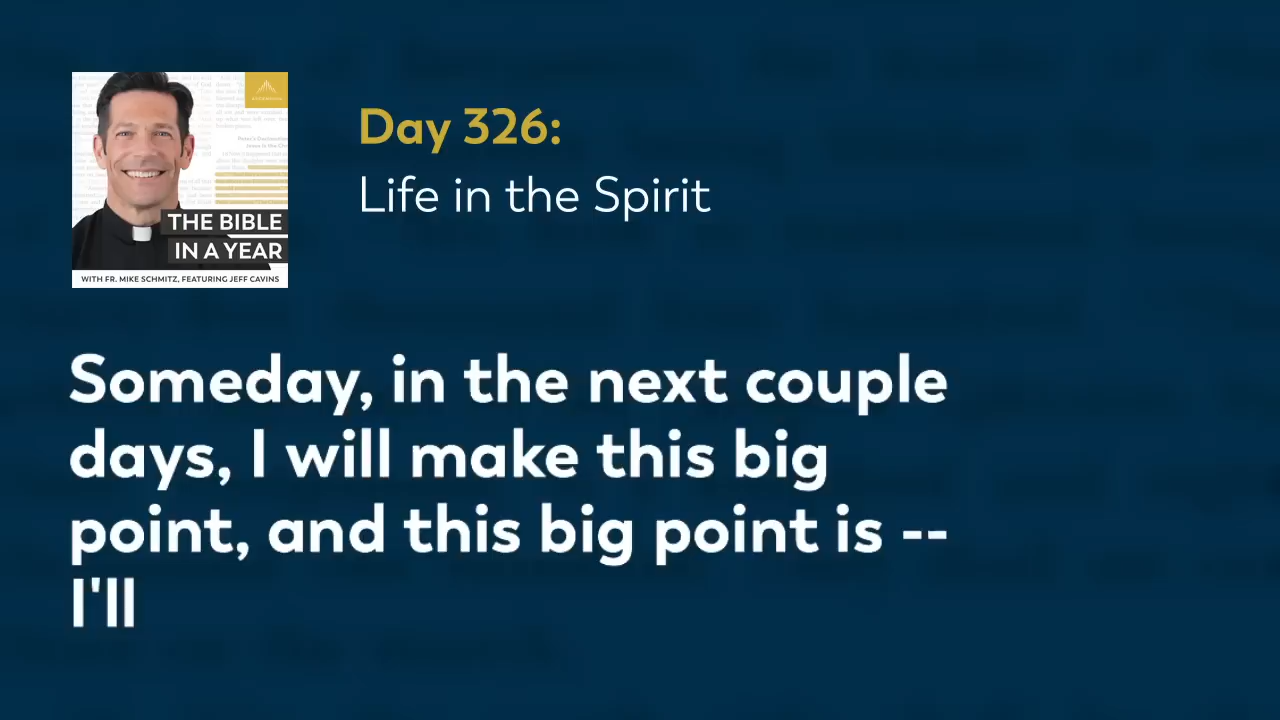 Day 326:
Life in the Spirit
THE BIBLE
IN A YEAR
WITH FR. MIKE SCHMITZ, FEATURING JEFF CAVINS
Someday, in the next couple
days, I will make this big
point, and this big point is --
I'll